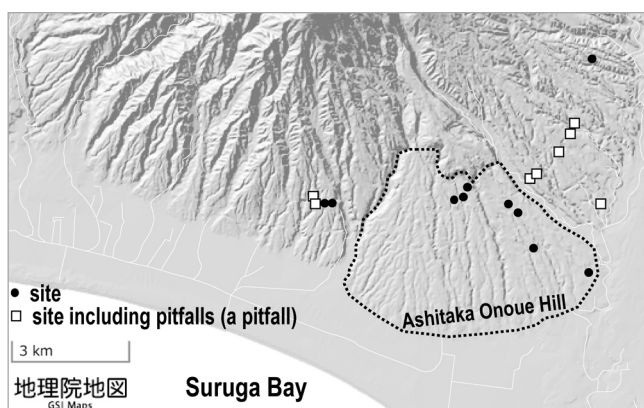 Ashitaka Onoue Hill
● site
□ site including pitfalls (a pitfall)
3 km
地理院地図
GSI Maps
Suruga Bay